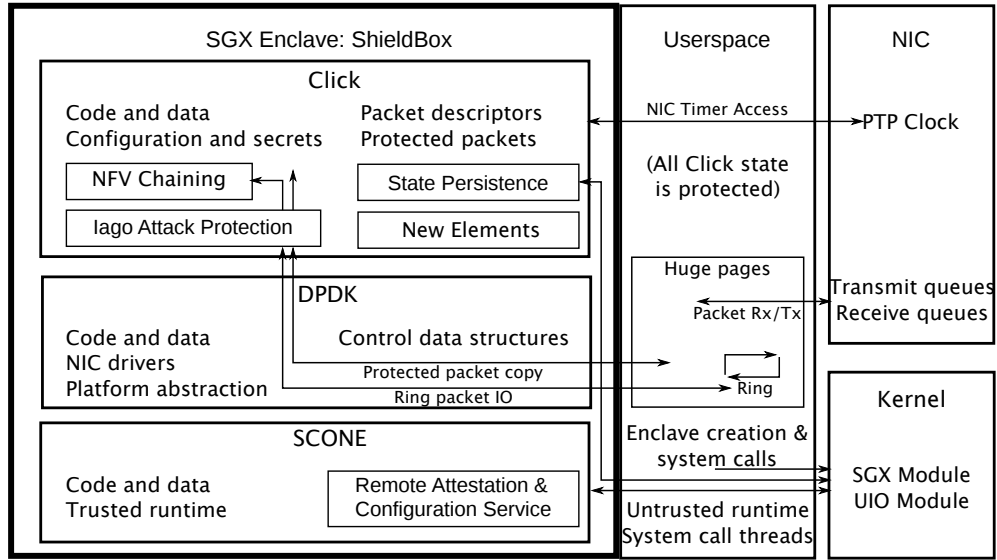 SGX Enclave: ShieldBox
Click
Code and data
Configuration and secrets
Packet descriptors
Protected packets
NFV Chaining
State Persistence
Iago Attack Protection
New Elements
DPDK
Code and data
NIC drivers
Platform abstraction
Control data structures
Protected packet copy
Ring packet IO
SCONE
Code and data
Trusted runtime
Remote Attestation &
Configuration Service
Userspace
NIC Timer Access
(All Click state
is protected)
Huge pages
Packet Rx/Tx
Ring
Enclave creation &
system calls
Untrusted runtime
System call threads
NIC
PTP Clock
Transmit queues
Receive queues
Kernel
SGX Module
UIO Module